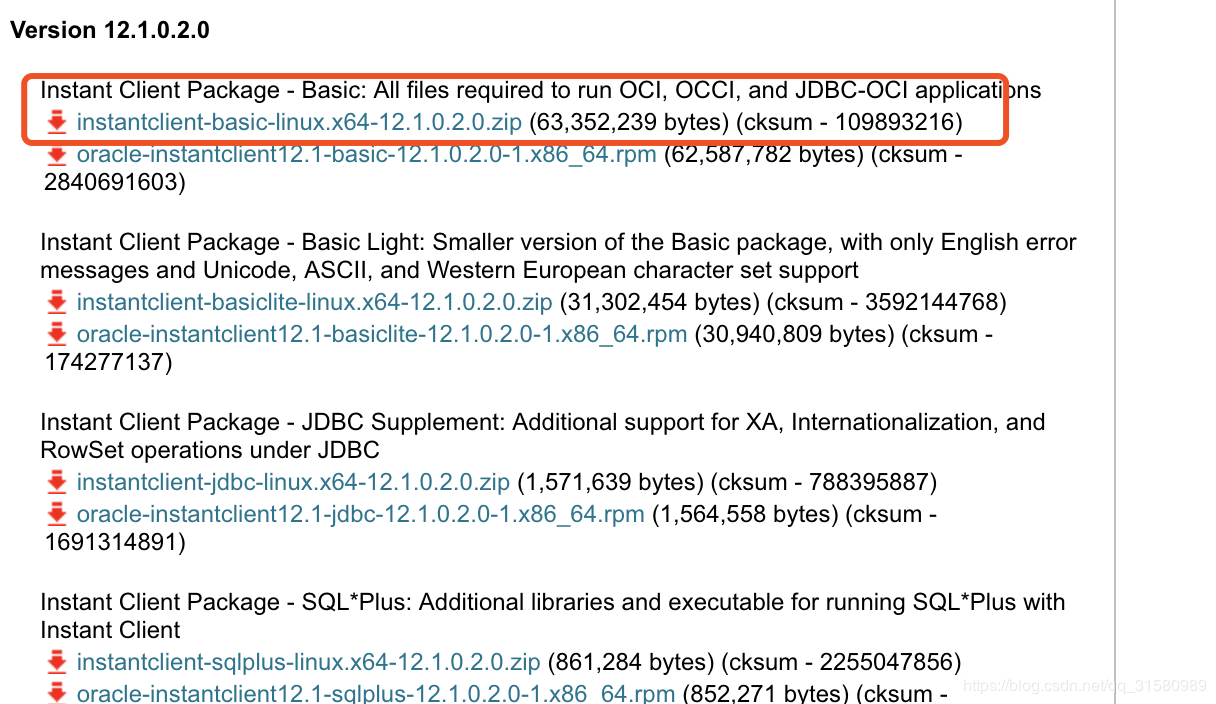 Version 12.1.0.2.0
Instant Client Package - Basic: All files required to run OCI, OCCI, and JDBC-OCI applications
instantclient-basic-linux.x64-12.1.0.2.0.zip (63,352,239 bytes) (cksum - 109893216)
oracle-instantclient12.1-basic-12.1.0.2.0-1.x86_64.rpm (62,587,782 bytes) (cksum -
2840691603)
Instant Client Package - Basic Light: Smaller version of the Basic package, with only English error
messages and Unicode, ASCII, and Western European character set support
instantclient-basiclite-linux.x64-12.1.0.2.0.zip (31,302,454 bytes) (cksum - 3592144768)
oracle-instantclient12.1-basiclite-12.1.0.2.0-1.x86_64.rpm (30,940,809 bytes) (cksum -
174277137)
Instant Client Package - JDBC Supplement: Additional support for XA, Internationalization, and
RowSet operations under JDBC
instantclient-jdbc-linux.x64-12.1.0.2.0.zip (1,571,639 bytes) (cksum - 788395887)
oracle-instantclient12.1-jdbc-12.1.0.2.0-1.x86_64.rpm (1,564,558 bytes) (cksum -
1691314891)
Instant Client Package - SQL*Plus: Additional libraries and executable for running SQL*Plus with
Instant Client
instantclient-sqlplus-linux.x64-12.1.0.2.0.zip (861,284 bytes) (cksum - 2255047856)
oracle-instantclient12.1-sqlplus-12.1.0.2.0-1.x86_64.rpm (852,271 bytes) (cksum -
https://blog.csdn.net/qq_31580989